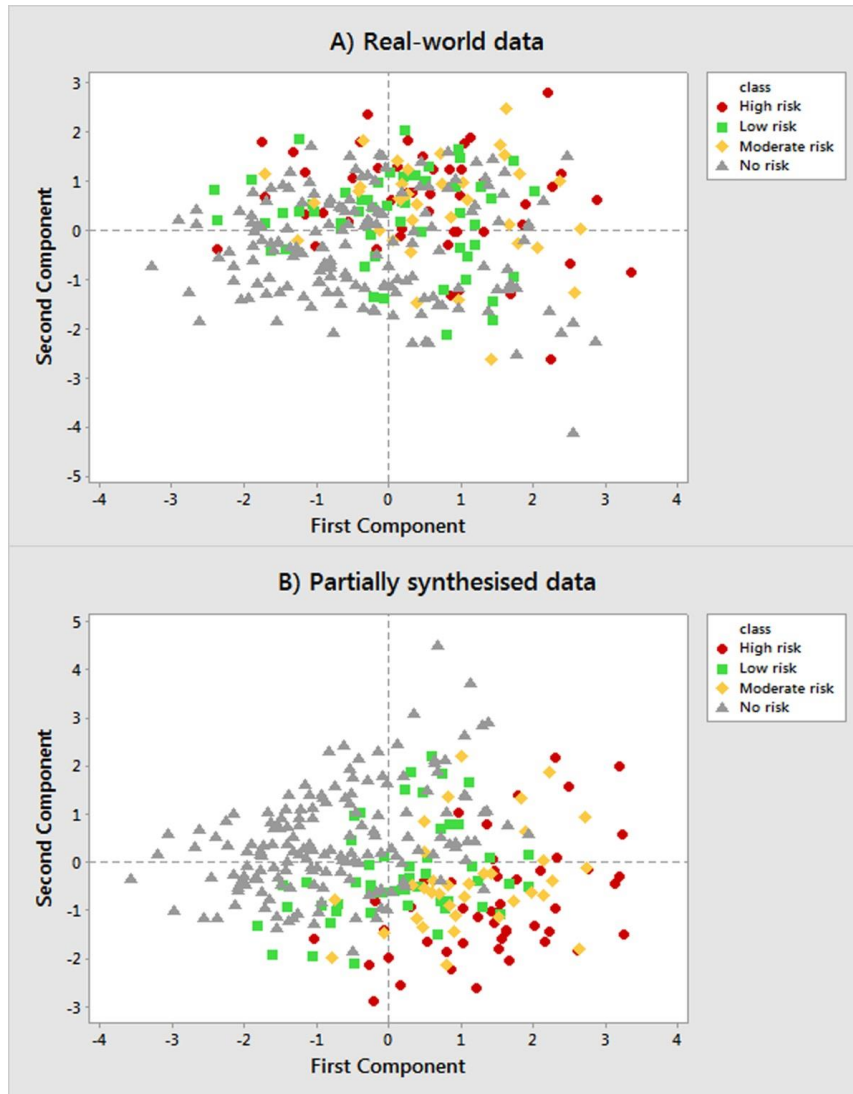 A) Real-world data
3
2
1
0
-1
-2
-3
-4
-5
Second Component
-4
-3
-2
-1
0
1
2
3
4
First Component
class
High risk
Low risk
Moderate risk
No risk
B) Partially synthesised data
5
4
3
2
1
0
-1
-2
-3
Second Component
-4
-3
-2
-1
0
1
2
3
4
First Component
class
High risk
Low risk
Moderate risk
No risk